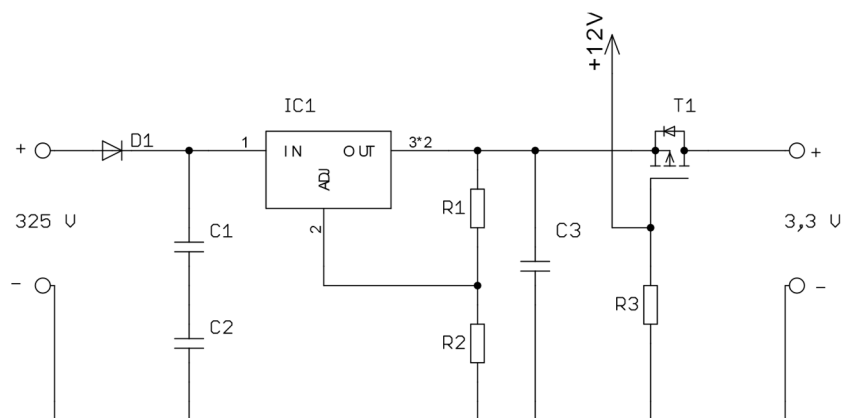 +12V
IC1
T1
+
D1
1
IN
OUT
3*2
+
ADJ
R1
325 V
2
C1
C3
3,3 V
-
R3
-
C2
R2